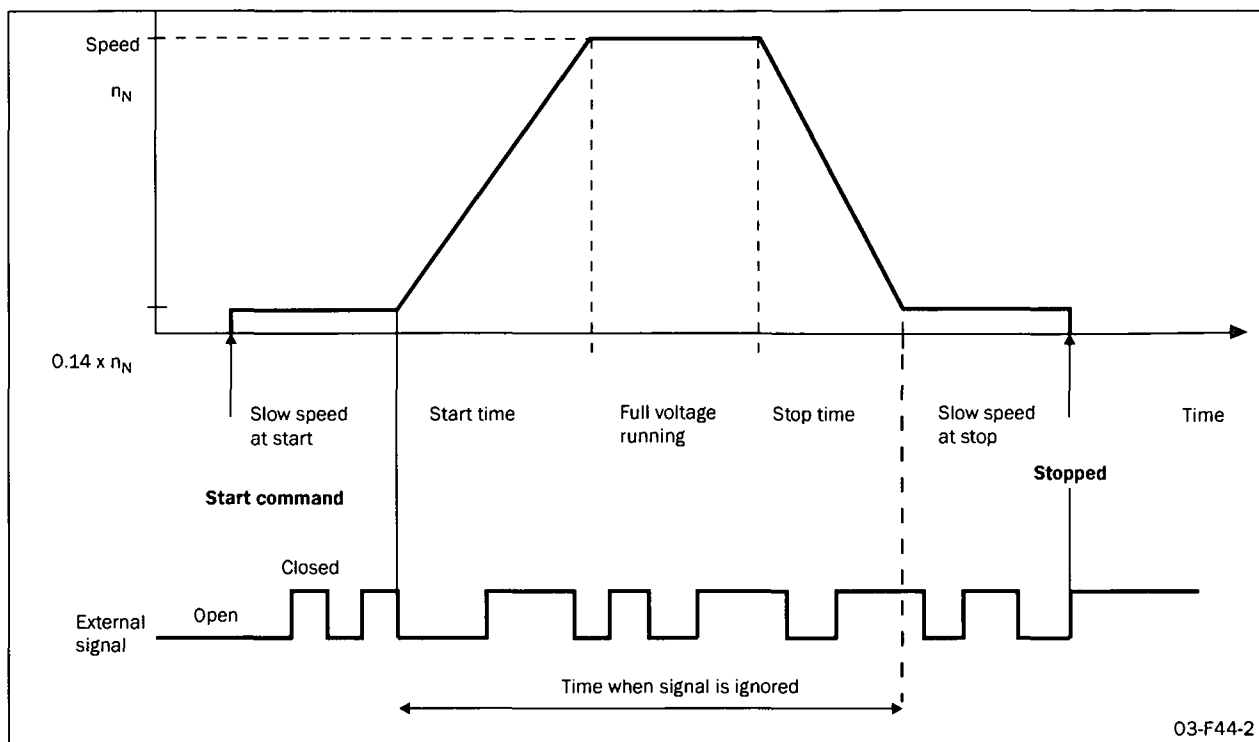 Speed
n_N
0.14 x n_N
Slow speed
at start
Start time
Full voltage
running
Stop time
Slow speed
at stop
Time
Start command
Stopped
Closed
Open
External
signal
Time when signal is ignored
03-F44-2